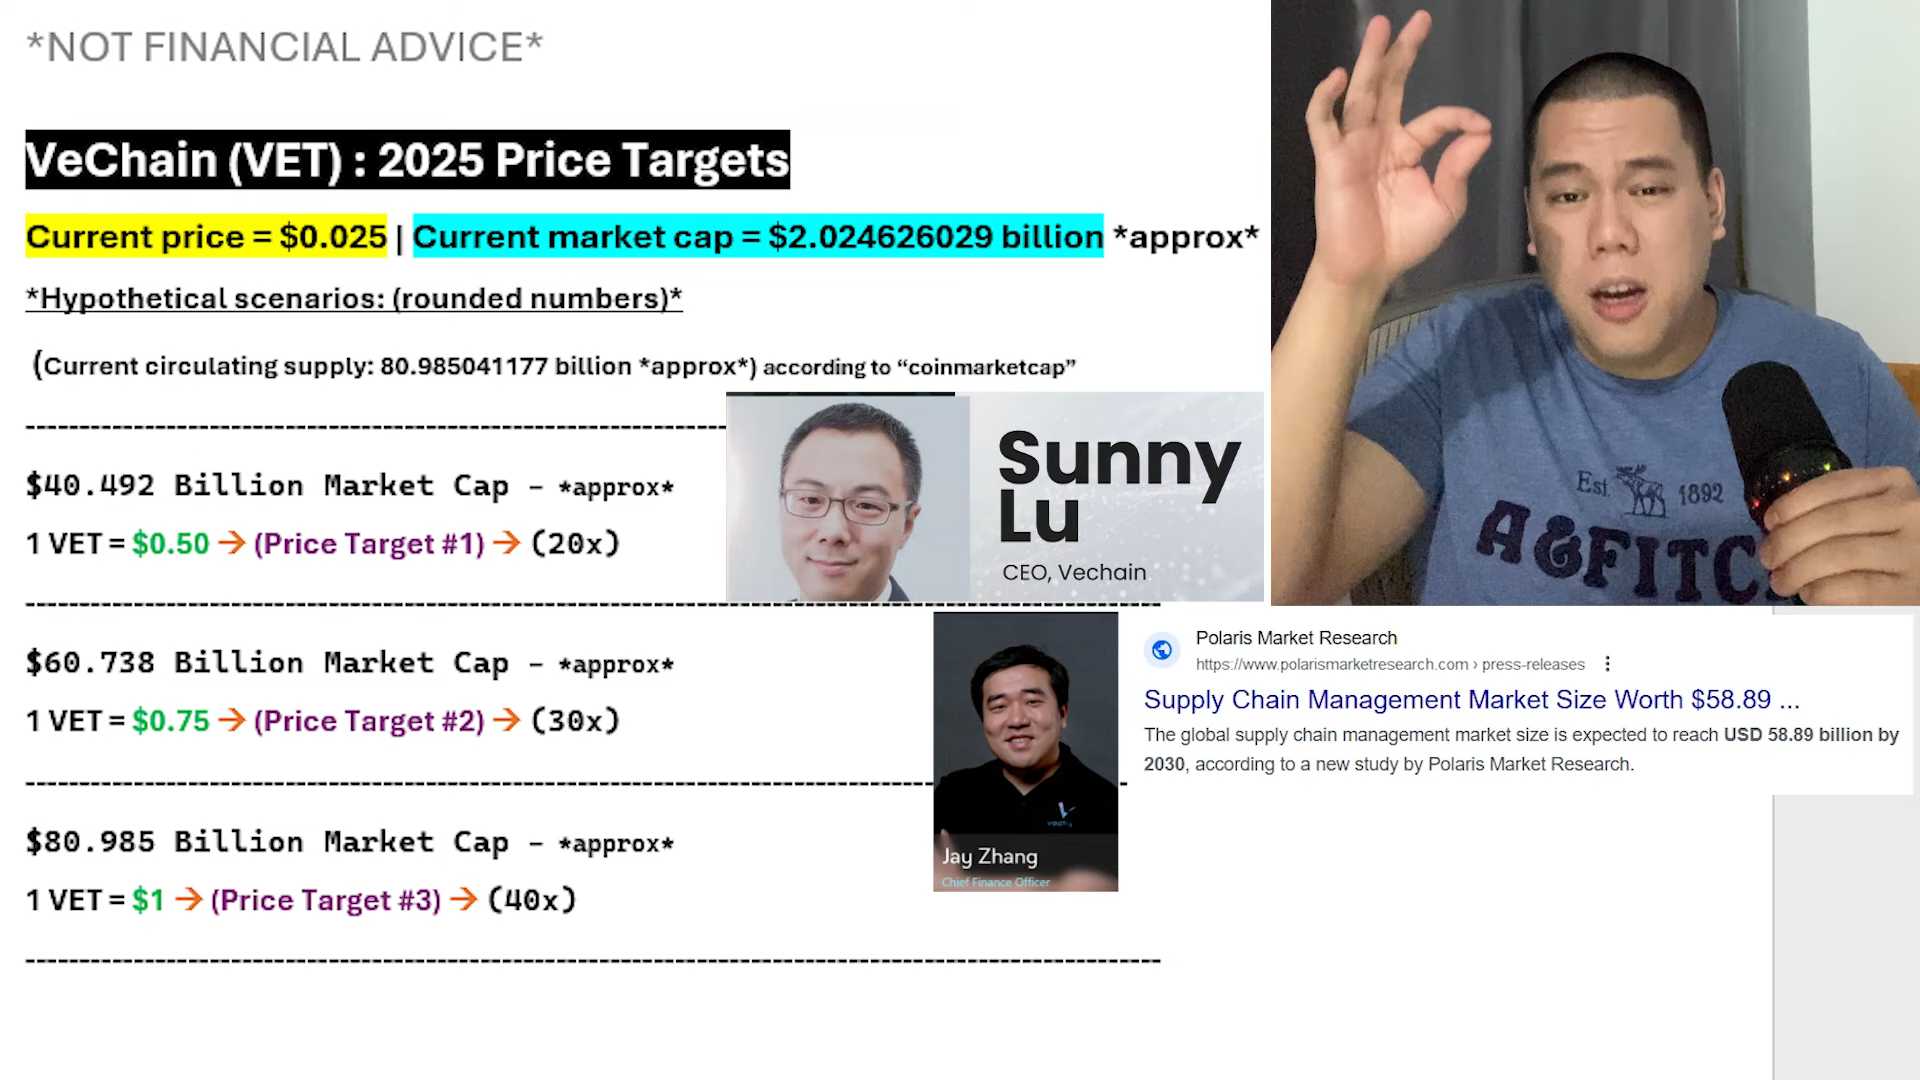 *NOT FINANCIAL ADVICE*
VeChain (VET) : 2025 Price Targets
Current price = $0.025 | Current market cap = $2.024626029 billion *approx*
*Hypothetical scenarios: (rounded numbers)*
(Current circulating supply: 80.985041177 billion *approx*) according to “coinmarketcap”
$40.492 Billion Market Cap – *approx*
1 VET = $0.50 → (Price Target #1) → (20x)
Sunny
Lu
CEO, Vechain
Est. 1892
A&FITC
$60.738 Billion Market Cap – *approx*
1 VET = $0.75 → (Price Target #2) → (30x)
Polaris Market Research
https://www.polarismarketresearch.com › press-releases
Supply Chain Management Market Size Worth $58.89 ...
The global supply chain management market size is expected to reach USD 58.89 billion by
2030, according to a new study by Polaris Market Research.
Jay Zhang
Chief Finance Officer
$80.985 Billion Market Cap – *approx*
1 VET = $1 → (Price Target #3) → (40x)